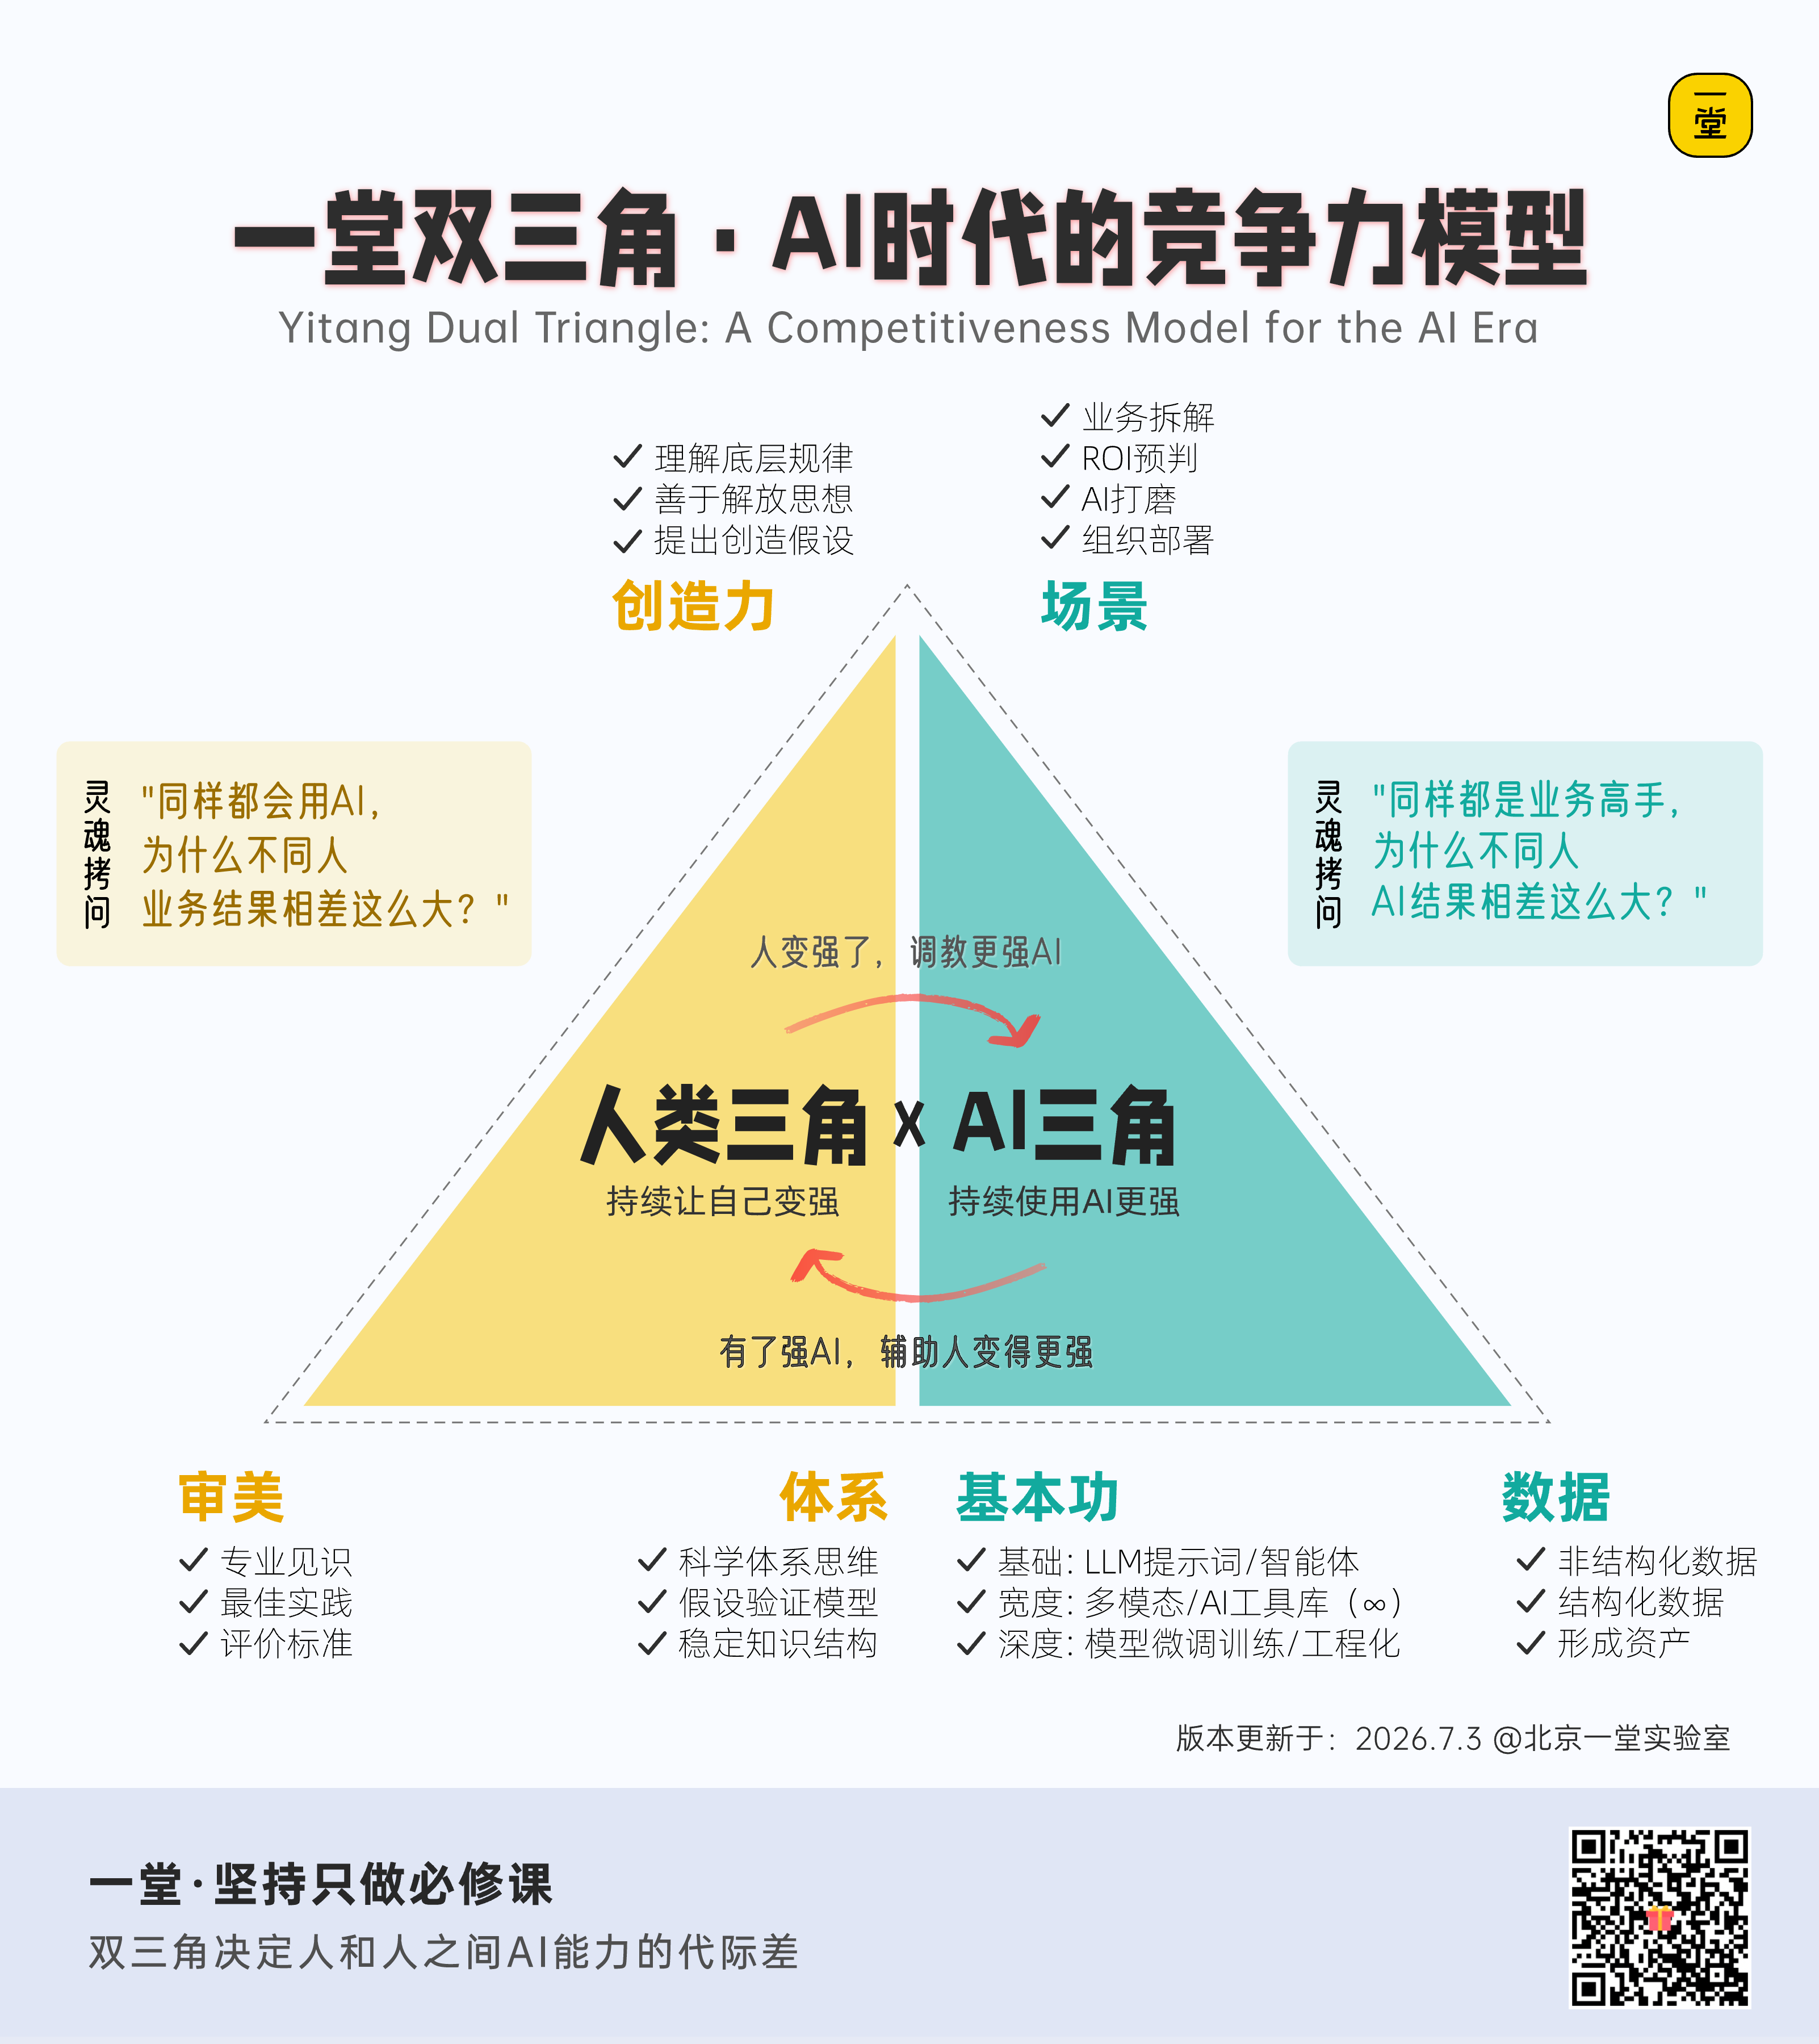 一堂
一堂双三角·AI时代的竞争力模型
Yitang Dual Triangle: A Competitiveness Model for the AI Era
理解底层规律
善于解放思想
提出创造假设
创造力
业务拆解
ROI预判
AI打磨
组织部署
场景
灵魂拷问
"同样都会用AI，
为什么不同人
业务结果相差这么大？"
灵魂拷问
"同样都是业务高手，
为什么不同人
AI结果相差这么大？"
人变强了，调教更强AI
人类三角 x AI三角
持续让自己变强
持续使用AI更强
有了强AI，辅助人变得更强
审美
专业见识
最佳实践
评价标准
体系
科学体系思维
假设验证模型
稳定知识结构
基本功
基础：LLM提示词/智能体
宽度：多模态/AI工具库（∞）
深度：模型微调训练/工程化
数据
非结构化数据
结构化数据
形成资产
版本更新于：2026.7.3 @北京一堂实验室
一堂·坚持只做必修课
双三角决定人和人之间AI能力的代际差